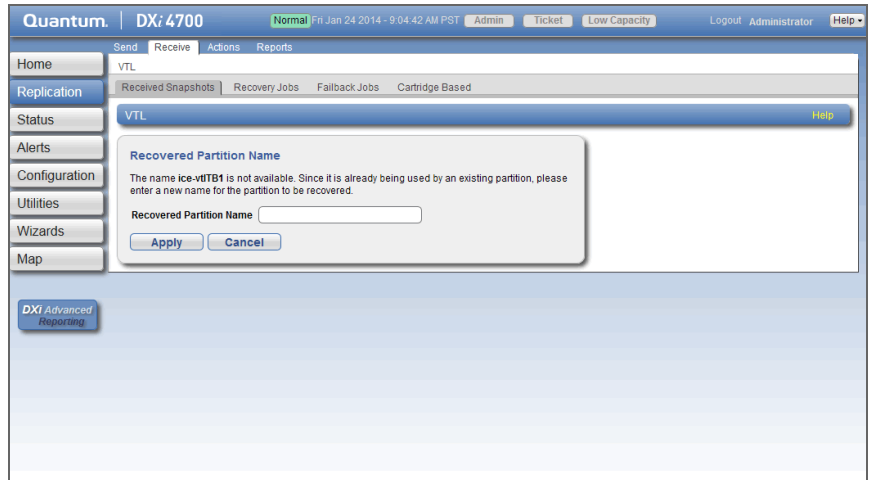 Quantum. DXi 4700 Normal Fri Jan 24 2014 - 9:04:42 AM PST Admin Ticket Low Capacity Logout Administrator Help
Send Receive Actions Reports
Home
VTL
Replication
Received Snapshots Recovery Jobs Failback Jobs Cartridge Based
Status
VTL Help
Alerts
Configuration
Utilities
Wizards
Map
Recovered Partition Name
The name ice-vtlTB1 is not available. Since it is already being used by an existing partition, please
enter a new name for the partition to be recovered.
Recovered Partition Name
Apply Cancel
DXi Advanced
Reporting